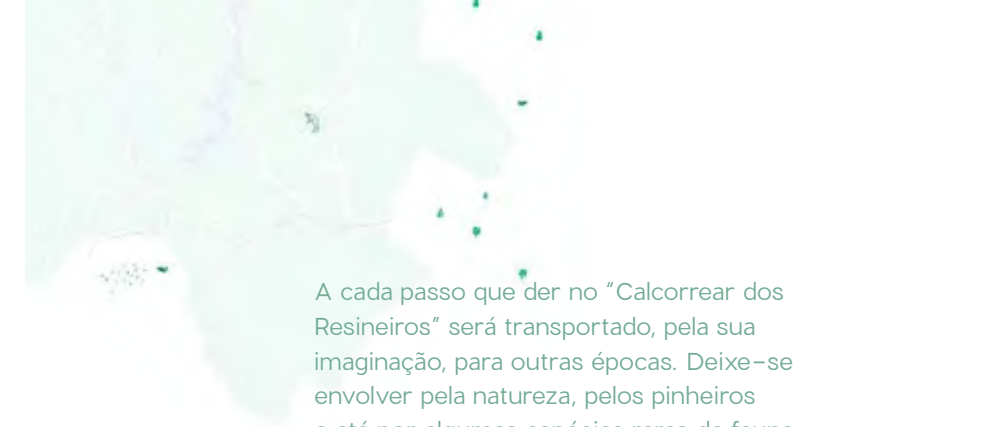 A cada passo que der no “Calcorrear dos
Resineiros” será transportado, pela sua
imaginação, para outras épocas. Deixe-se
envolver pela natureza, pelos pinheiros